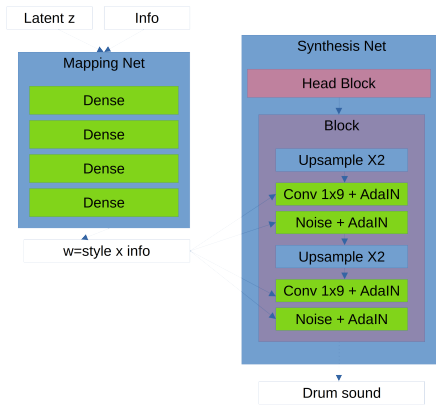 Latent z
Info
Mapping Net
Dense
Dense
Dense
Dense
w=style x info
Synthesis Net
Head Block
Block
Upsample X2
Conv 1x9 + AdaIN
Noise + AdaIN
Upsample X2
Conv 1x9 + AdaIN
Noise + AdaIN
Drum sound